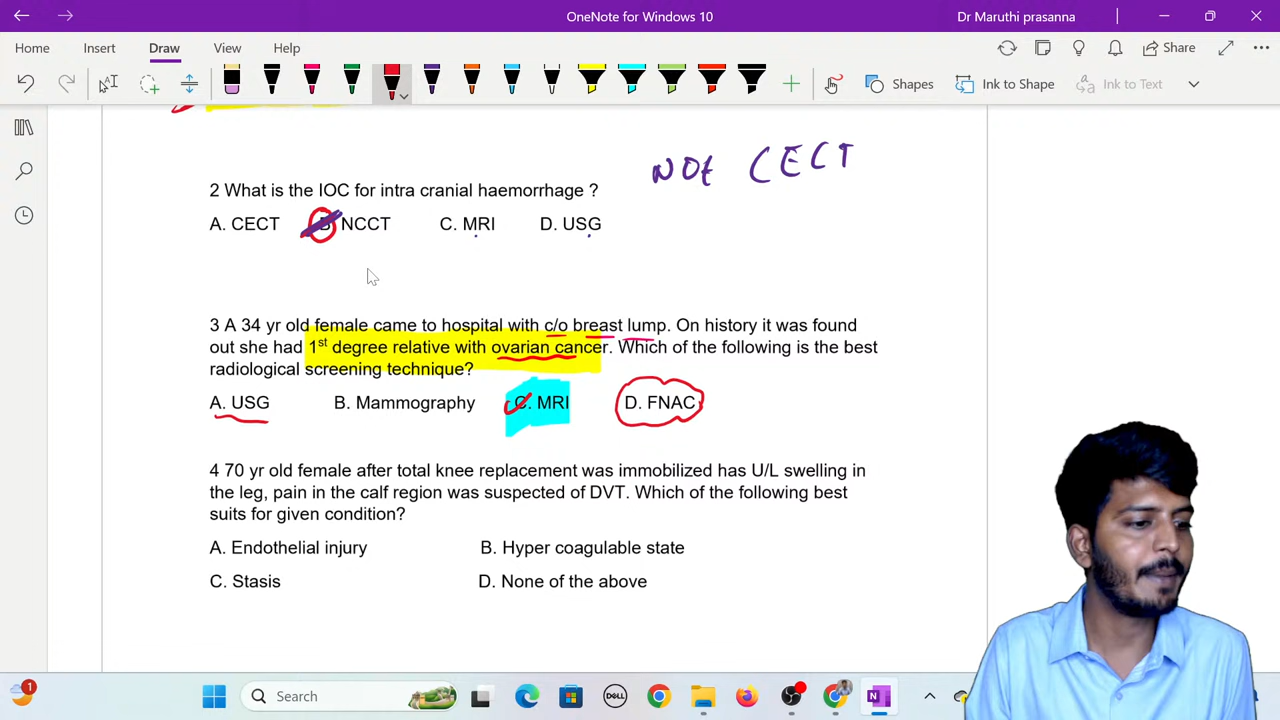 OneNote for Windows 10
Dr Maruthi prasanna
Home Insert Draw View Help
Share
Shapes
Ink to Shape
Ink to Text
NOt CECT
2 What is the IOC for intra cranial haemorrhage ?
A. CECT B. NCCT C. MRI D. USG
3 A 34 yr old female came to hospital with c/o breast lump. On history it was found
out she had 1st degree relative with ovarian cancer. Which of the following is the best
radiological screening technique?
A. USG B. Mammography C. MRI D. FNAC
4 70 yr old female after total knee replacement was immobilized has U/L swelling in
the leg, pain in the calf region was suspected of DVT. Which of the following best
suits for given condition?
A. Endothelial injury B. Hyper coagulable state
C. Stasis D. None of the above
1
Search
DELL